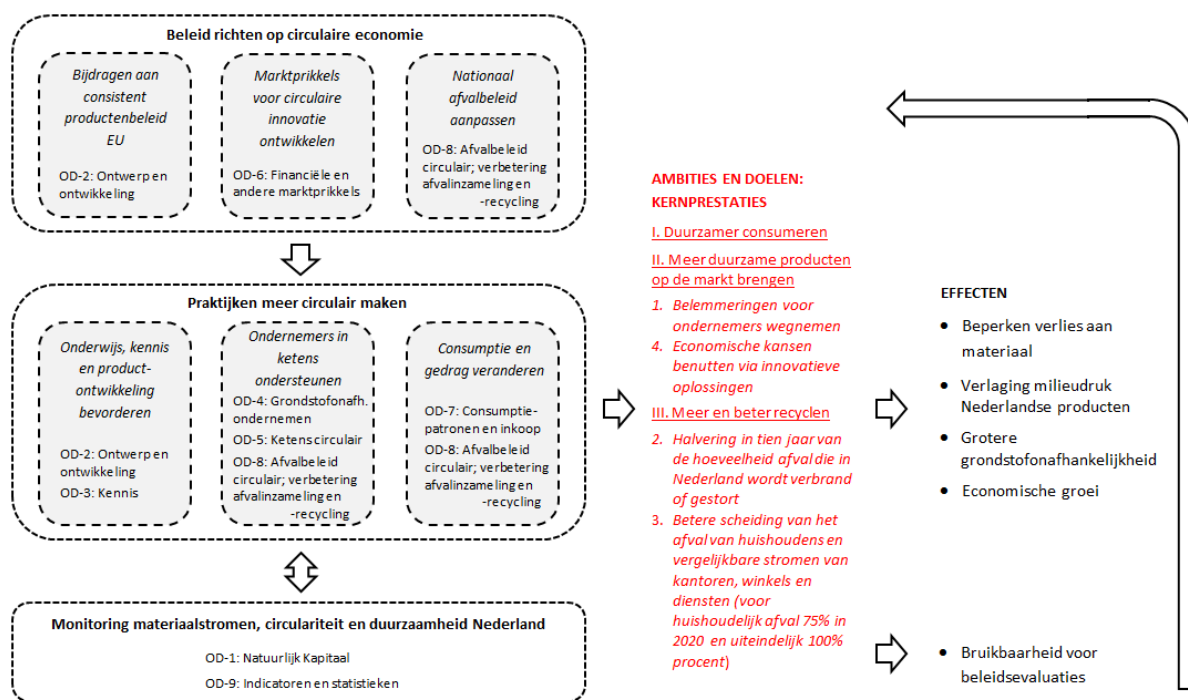 Beleid richten op circulaire economie
Bijdragen aan
consistent
productenbeleid
EU
OD-2: Ontwerp en
ontwikkeling
Marktprikkels
voor circulaire
innovatie
ontwikkelen
OD-6: Financiële en
andere marktprikkels
Nationaal
afvalbeleid
aanpassen
OD-8: Afvalbeleid
circulair; verbetering
afvalinzameling en
-recycling
Praktijken meer circulair maken
Onderwijs, kennis
en product-
ontwikkeling
bevorderen
OD-2: Ontwerp en
ontwikkeling
OD-3: Kennis
Ondernemers in
ketens
ondersteunen
OD-4: Grondstofonafh.
ondernemen
OD-5: Ketens circulair
OD-8: Afvalbeleid
circulair; verbetering
afvalinzameling en
-recycling
Consumptie en
gedrag veranderen
OD-7: Consumptie-
patronen en inkoop
OD-8: Afvalbeleid
circulair; verbetering
afvalinzameling en
-recycling
Monitoring materiaalstromen, circulariteit en duurzaamheid Nederland
OD-1: Natuurlijk Kapitaal
OD-9: Indicatoren en statistieken
AMBITIES EN DOELEN:
KERNPRESTATIES
I. Duurzamer consumeren
II. Meer duurzame producten
op de markt brengen
1. Belemmeringen voor
ondernemers wegnemen
4. Economische kansen
benutten via innovatieve
oplossingen
III. Meer en beter recyclen
2. Halvering in tien jaar van
de hoeveelheid afval die in
Nederland wordt verbrand
of gestort
3. Betere scheiding van het
afval van huishoudens en
vergelijkbare stromen van
kantoren, winkels en
diensten (voor
huishoudelijk afval 75% in
2020 en uiteindelijk 100%
procent)
EFFECTEN
• Beperken verlies aan
materiaal
• Verlaging milieudruk
Nederlandse producten
• Grotere
grondstofonafhankelijkheid
• Economische groei
• Bruikbaarheid voor
beleidsevaluaties